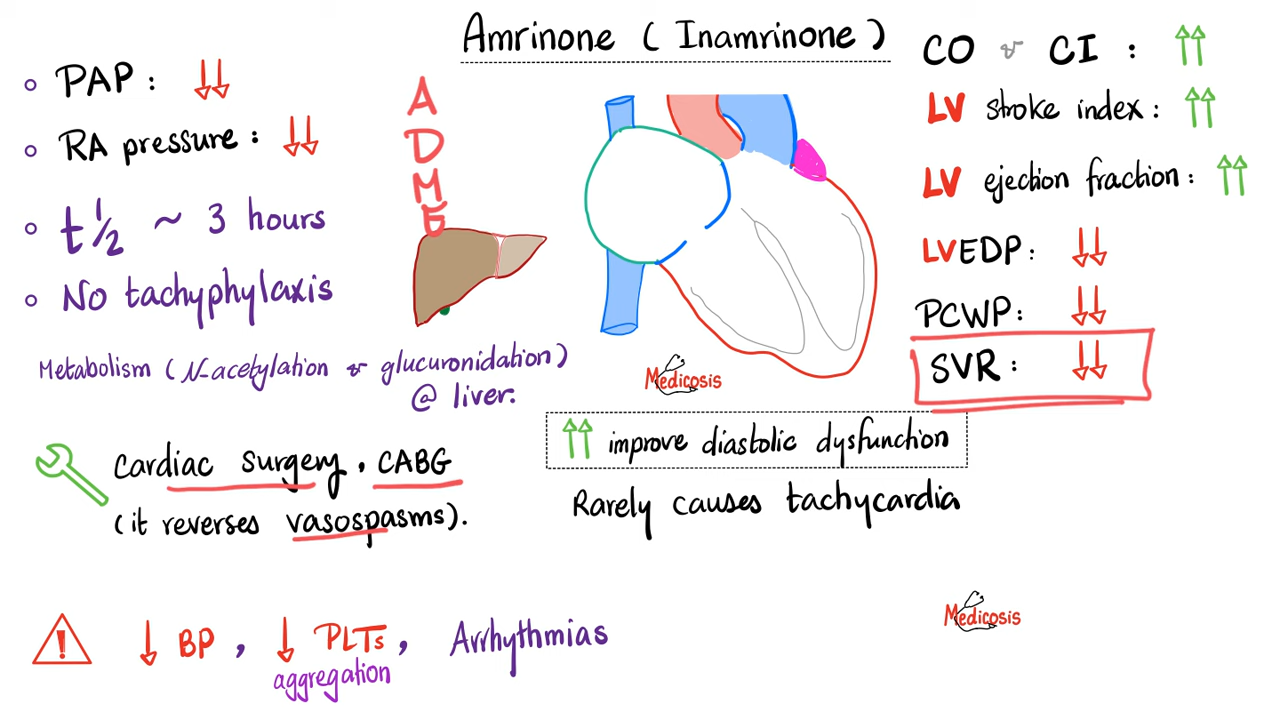 Amrinone ( Inamrinone )
○ PAP : ↓↓
○ RA pressure : ↓↓
○ t 1/2 ~ 3 hours
○ No tachyphylaxis
Metabolism ( N-acetylation & glucuronidation )
@ liver.
A
D
M
E
CO & CI : ↑↑
LV stroke index : ↑↑
LV ejection fraction : ↑↑
LVEDP : ↓↓
PCWP : ↓↓
SVR : ↓↓
Medicosis
↑↑ improve diastolic dysfunction
Rarely causes tachycardia
Cardiac surgery , CABG
( it reverses vasospasms ).
! ↓ BP , ↓ PLTs , Arrhythmias
aggregation
Medicosis